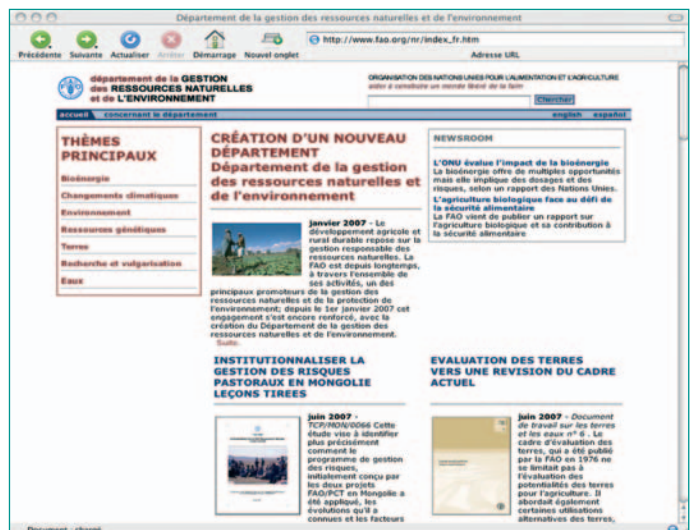 Département de la gestion des ressources naturelles et de l'environnement
Précédente Suivante Actualiser Arrêter Démarrage Nouvel onglet
http://www.fao.org/nr/index_fr.htm
Adresse URL
département de la GESTION
des RESSOURCES NATURELLES
et de L'ENVIRONNEMENT
ORGANISATION DES NATIONS UNIES POUR L'ALIMENTATION ET L'AGRICULTURE
aider à construire un monde libéré de la faim
Chercher
accueil concernant le département
english español
THÈMES
PRINCIPAUX
Bioénergie
Changements climatiques
Environnement
Ressources génétiques
Terres
Recherche et vulgarisation
Eaux
CRÉATION D'UN NOUVEAU
DÉPARTEMENT
Département de la gestion
des ressources naturelles et
de l'environnement
janvier 2007 - Le
développement agricole et
rural durable repose sur la
gestion responsable des
ressources naturelles. La
FAO est depuis longtemps,
à travers l'ensemble de
ses activités, un des
principaux promoteurs de la gestion des
ressources naturelles et de la protection de
l'environnement; depuis le 1er janvier 2007 cet
engagement s'est encore renforcé, avec la
création du Département de la gestion des
ressources naturelles et de l'environnement.
Suite.
NEWSROOM
L'ONU évalue l'impact de la bioénergie
La bioénergie offre de multiples opportunités
mais elle implique des dosages et des
risques, selon un rapport des Nations Unies.
L'agriculture biologique face au défi de
la sécurité alimentaire
La FAO vient de publier un rapport sur
l'agriculture biologique et sa contribution à
la sécurité alimentaire
INSTITUTIONNALISER LA
GESTION DES RISQUES
PASTORAUX EN MONGOLIE
LEÇONS TIREES
juin 2007 -
TCP/MON/0066 Cette
étude vise à identifier
plus précisément
comment le
programme de gestion
des risques,
initialement conçu par
les deux projets
FAO/PCT en Mongolie a
été appliqué, les
évolutions qu'il a
connues et les facteurs
EVALUATION DES TERRES
VERS UNE REVISION DU CADRE
ACTUEL
juin 2007 - Document
de travail sur les terres
et les eaux n° 6 . Le
cadre d'évaluation des
terres, qui a été publié
par la FAO en 1976 ne
se limitait pas à
l'évaluation des
potentialités des terres
pour l'agriculture. Il
abordait également
certaines utilisations
alternatives des terres,
Document : chargé